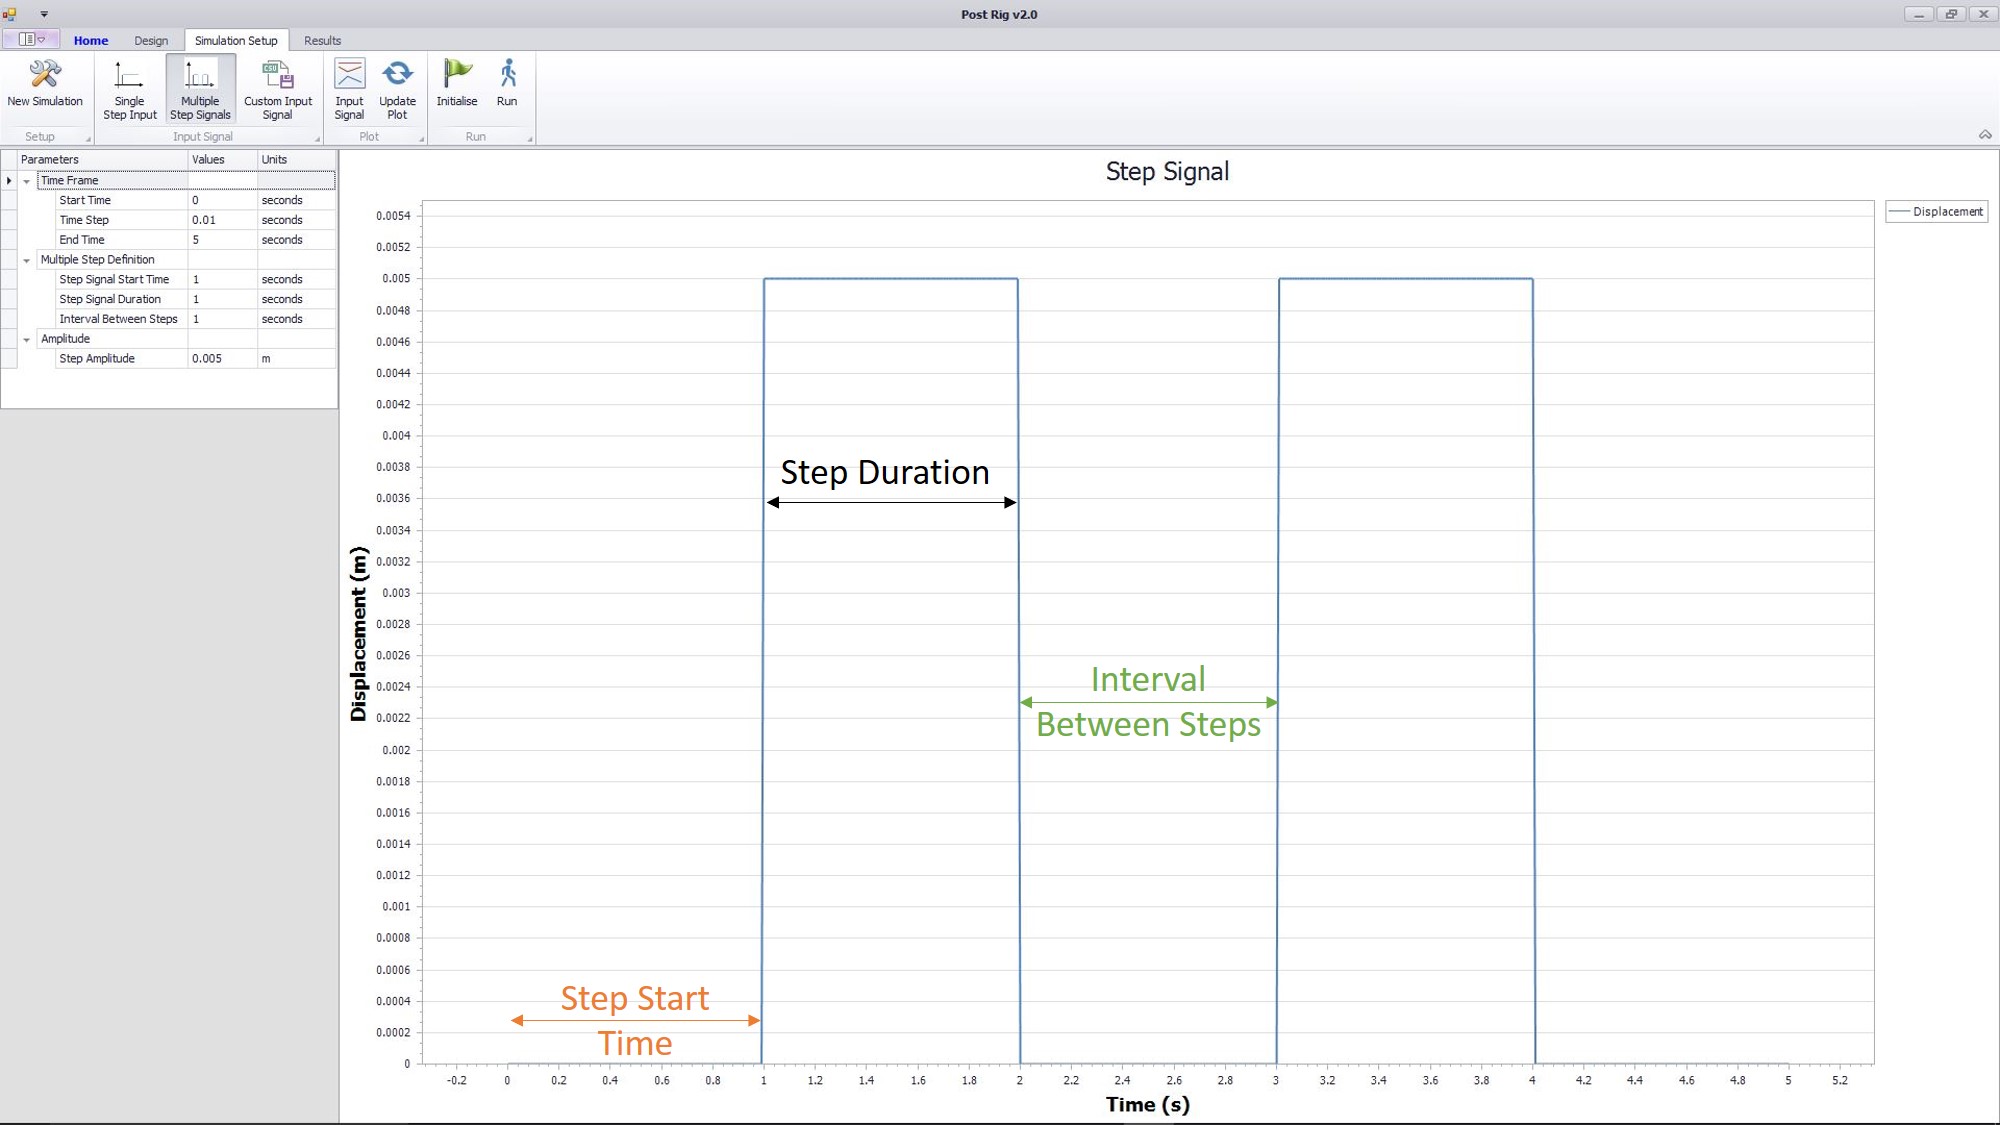 Post Rig v2.0
Home Design Simulation Setup Results
New Simulation
Single
Step Input
Multiple
Step Signals
Custom Input
Signal
Input
Signal
Update
Plot
Initialise
Run
Setup
Input Signal
Plot
Run
Parameters Values Units
Time Frame
Start Time 0 seconds
Time Step 0.01 seconds
End Time 5 seconds
Multiple Step Definition
Step Signal Start Time 1 seconds
Step Signal Duration 1 seconds
Interval Between Steps 1 seconds
Amplitude
Step Amplitude 0.005 m
Step Signal
Displacement
0.0054
0.0052
0.005
0.0048
0.0046
0.0044
0.0042
0.004
0.0038
0.0036
0.0034
0.0032
0.003
0.0028
0.0026
0.0024
0.0022
0.002
0.0018
0.0016
0.0014
0.0012
0.001
0.0008
0.0006
0.0004
0.0002
0
Displacement (m)
Step Duration
Interval
Between Steps
Step Start
Time
-0.2 0 0.2 0.4 0.6 0.8 1 1.2 1.4 1.6 1.8 2 2.2 2.4 2.6 2.8 3 3.2 3.4 3.6 3.8 4 4.2 4.4 4.6 4.8 5 5.2
Time (s)